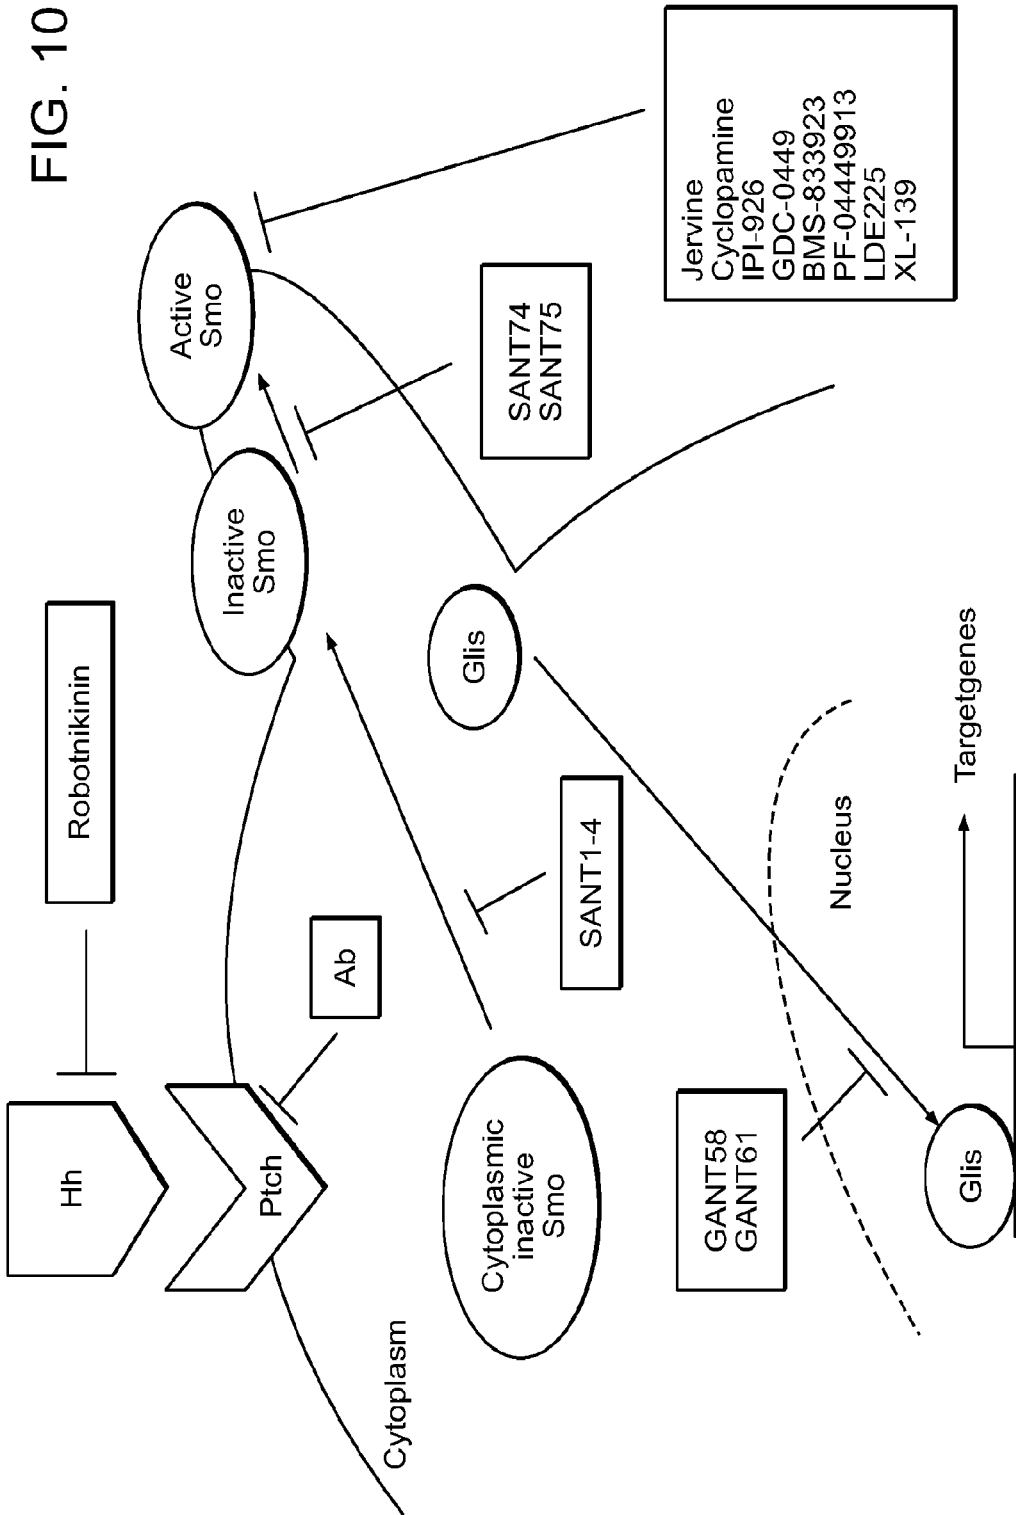 FIG. 10
Robotnikinin
Hh
Ptch
Ab
Inactive
Smo
Active
Smo
Cytoplasm
Cytoplasmic
inactive
Smo
SANT1-4
Glis
SANT74
SANT75
Jervine
Cyclopamine
IPI-926
GDC-0449
BMS-833923
PF-04449913
LDE225
XL-139
GANT58
GANT61
Nucleus
Glis
Targetgenes